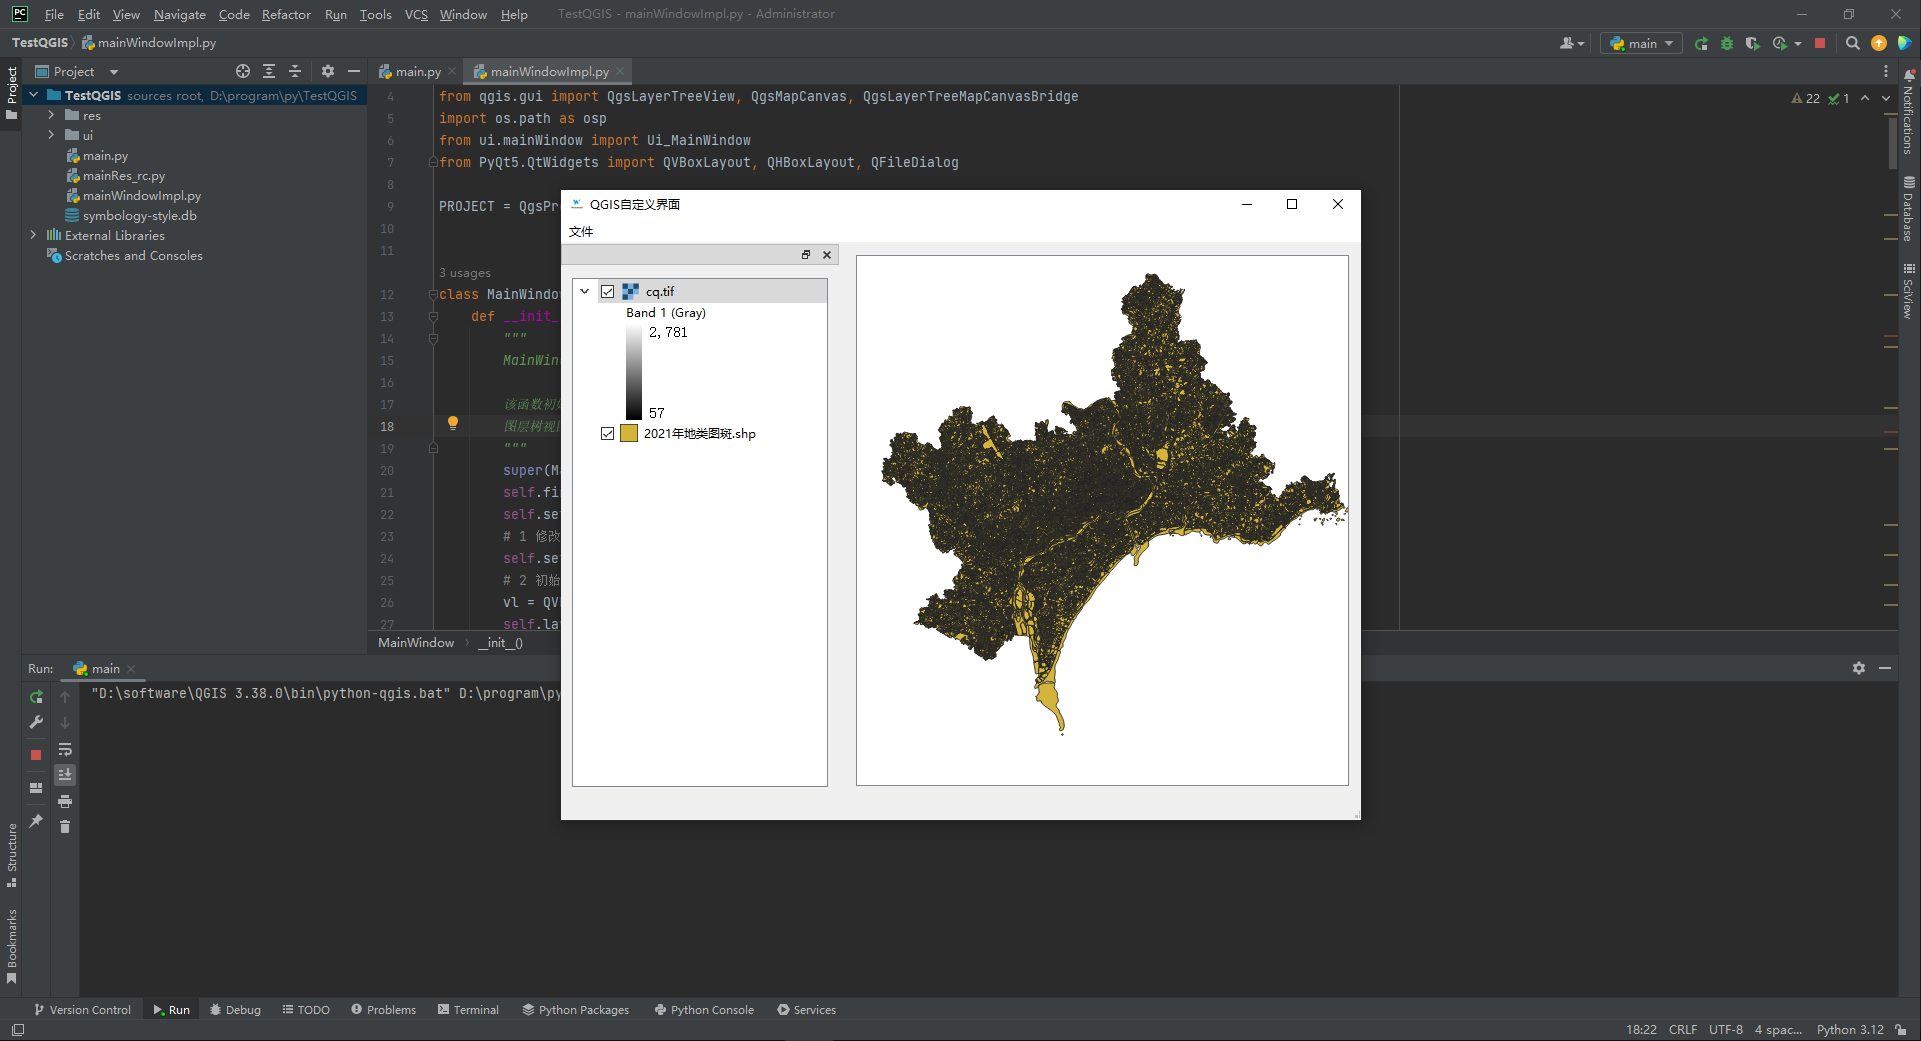 PC File Edit View Navigate Code Refactor Run Tools VCS Window Help TestQGIS - mainWindowImpl.py - Administrator
TestQGIS mainWindowImpl.py main
Project
Project
main.py
mainWindowImpl.py
TestQGIS sources root, D:\program\py\TestQGIS
res
ui
main.py
mainRes_rc.py
mainWindowImpl.py
symbology-style.db
External Libraries
Scratches and Consoles
4 from qgis.gui import QgsLayerTreeView, QgsMapCanvas, QgsLayerTreeMapCanvasBridge
5 import os.path as osp
6 from ui.mainWindow import Ui_MainWindow
7 from PyQt5.QtWidgets import QVBoxLayout, QHBoxLayout, QFileDialog
8
9 PROJECT = QgsPr
10
11
3 usages
12 class MainWindow
13 def __init_
14 """
15 MainWin
16
17 该函数初始
18 图层树视图
19 """
20 super(Ma
21 self.fir
22 self.set
23 # 1 修改
24 self.set
25 # 2 初始
26 vl = QVB
27 self.lay
22 1
MainWindow __init__()
QGIS自定义界面
文件
cq.tif
Band 1 (Gray)
2,781
57
2021年地类图斑.shp
Notifications
Database
SciView
Run: main
"D:\software\QGIS 3.38.0\bin\python-qgis.bat" D:\program\py
Structure
Bookmarks
Version Control Run Debug TODO Problems Terminal Python Packages Python Console Services
18:22 CRLF UTF-8 4 spac... Python 3.12